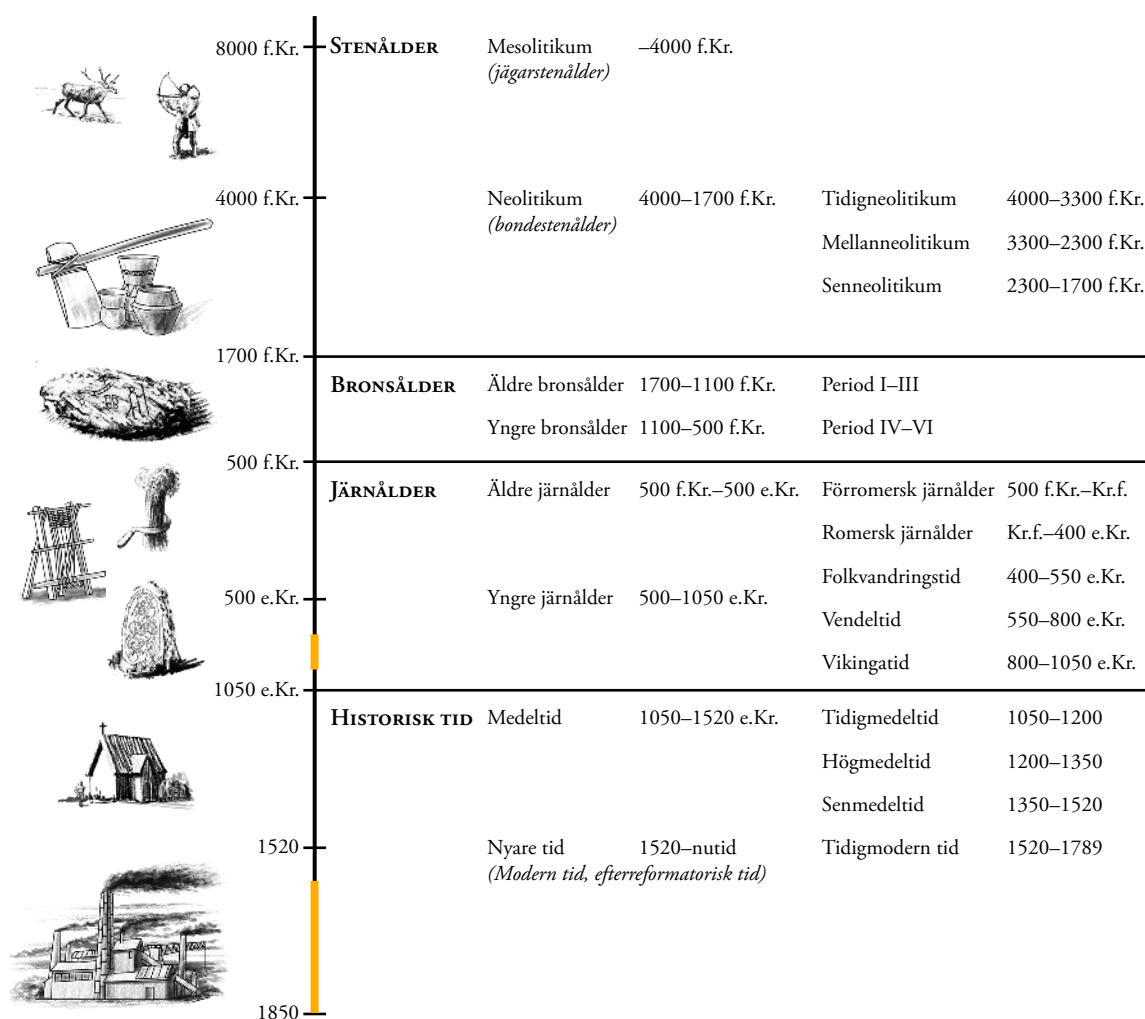 8000 f.Kr. STENÅLDER Mesolitikum –4000 f.Kr.
(jägarstenålder)
4000 f.Kr. Neolitikum 4000–1700 f.Kr. Tidigneolitikum 4000–3300 f.Kr.
(bondestenålder)
Mellanneolitikum 3300–2300 f.Kr.
Senneolitikum 2300–1700 f.Kr.
1700 f.Kr.
BRONSÅLDER Äldre bronsålder 1700–1100 f.Kr. Period I–III
Yngre bronsålder 1100–500 f.Kr. Period IV–VI
500 f.Kr.
JÄRNÅLDER Äldre järnålder 500 f.Kr.–500 e.Kr. Förromersk järnålder 500 f.Kr.–Kr.f.
Romersk järnålder Kr.f.–400 e.Kr.
Folkvandringstid 400–550 e.Kr.
500 e.Kr. Yngre järnålder 500–1050 e.Kr.
Vendeltid 550–800 e.Kr.
Vikingatid 800–1050 e.Kr.
1050 e.Kr.
HISTORISK TID Medeltid 1050–1520 e.Kr. Tidigmedeltid 1050–1200
Högmedeltid 1200–1350
Senmedeltid 1350–1520
1520 Nyare tid 1520–nutid Tidigmodern tid 1520–1789
(Modern tid, efterreformatorisk tid)
1850